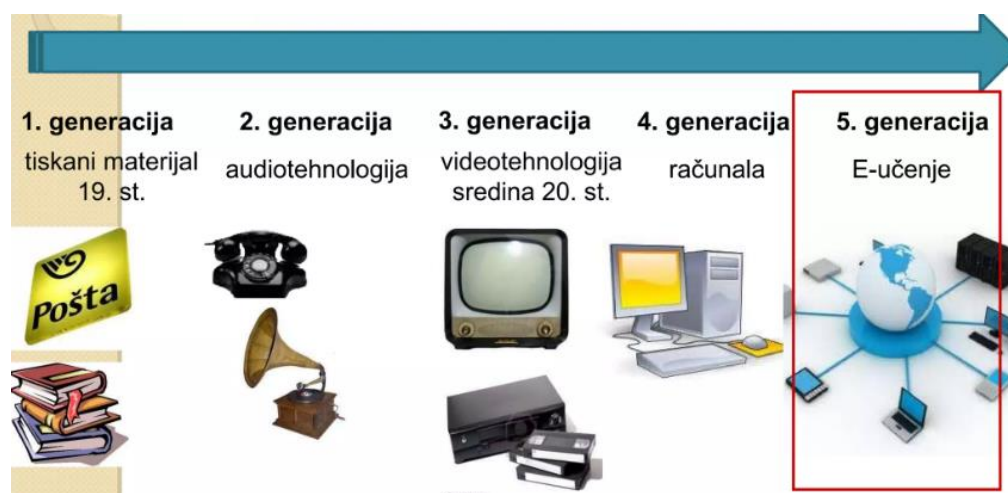 1. generacija
tiskani materijal
19. st.
2. generacija
audiotehnologija
3. generacija
videotehnologija
sredina 20. st.
4. generacija
računala
5. generacija
E-učenje
Pošta